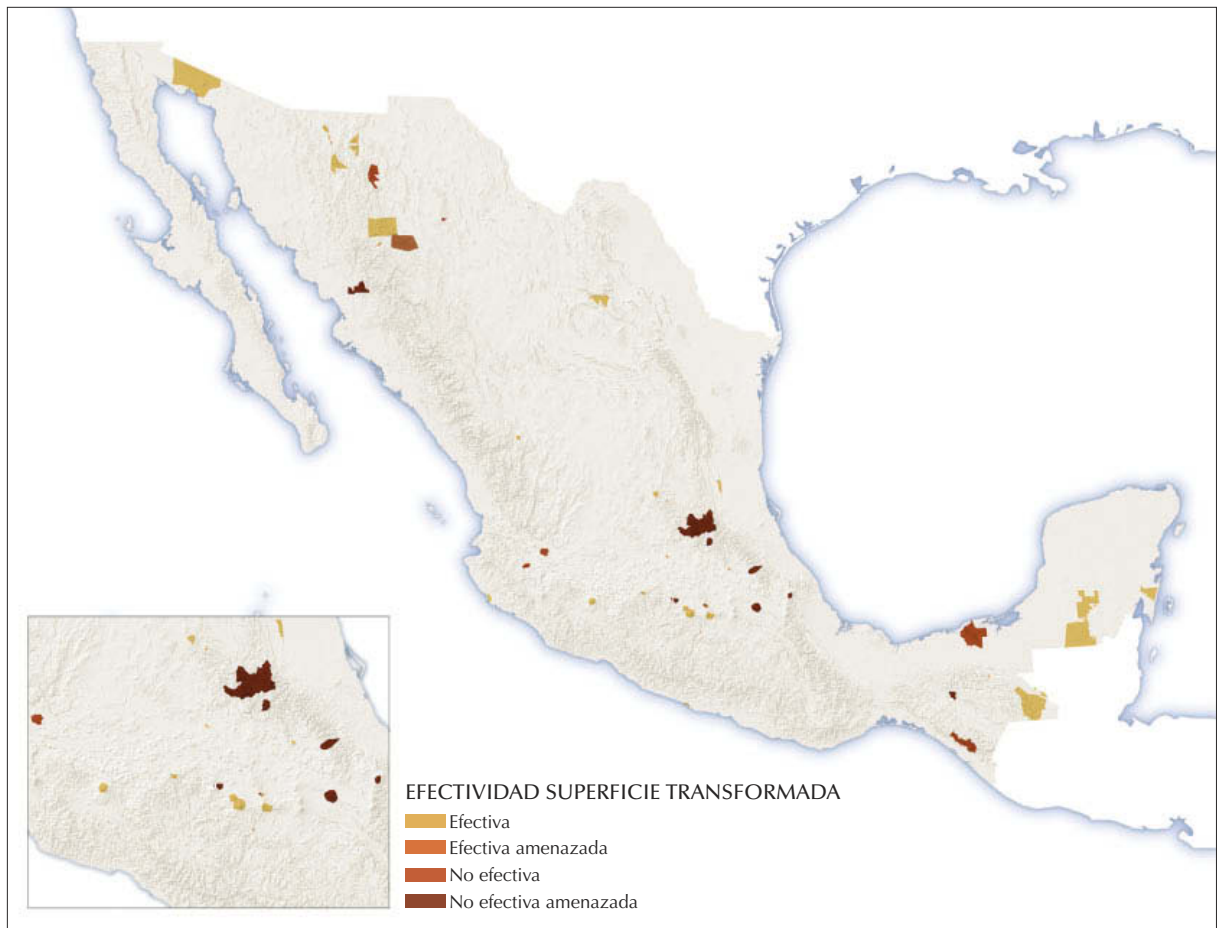 EFECTIVIDAD SUPERFICIE TRANSFORMADA
Efectiva
Efectiva amenazada
No efectiva
No efectiva amenazada